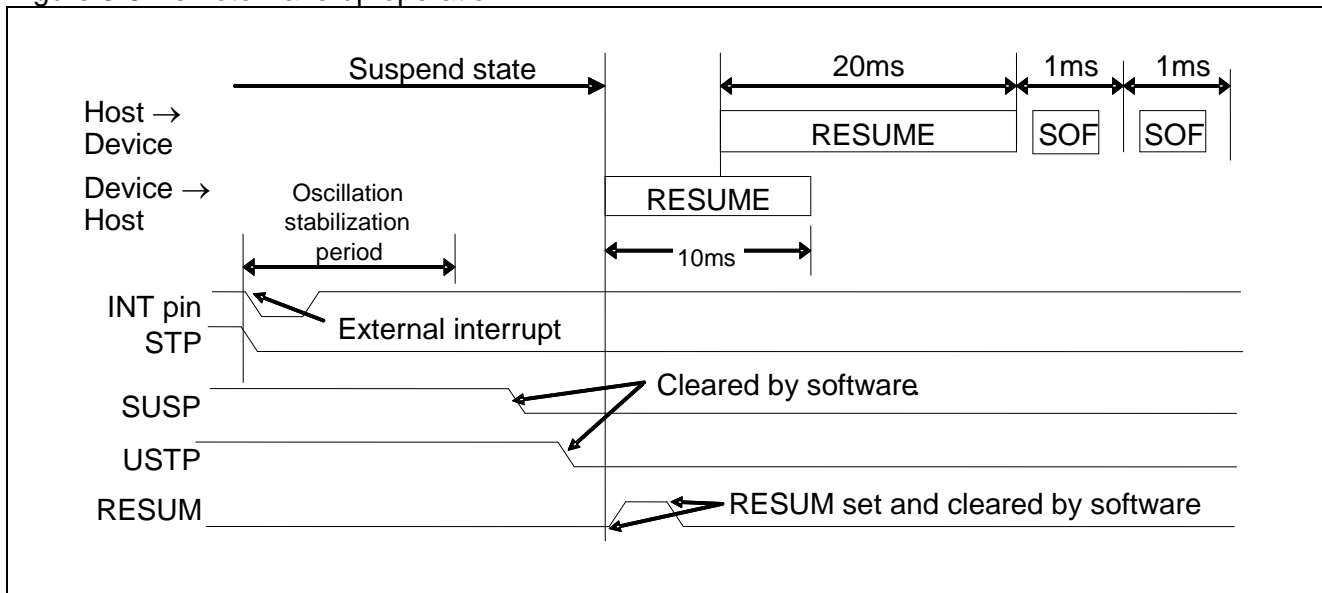 Suspend state
20ms
1ms
1ms
Host →
Device
RESUME
SOF
SOF
Device →
Host
RESUME
Oscillation
stabilization
period
10ms
INT pin
External interrupt
STP
Cleared by software.
SUSP
USTP
RESUM
RESUM set and cleared by software